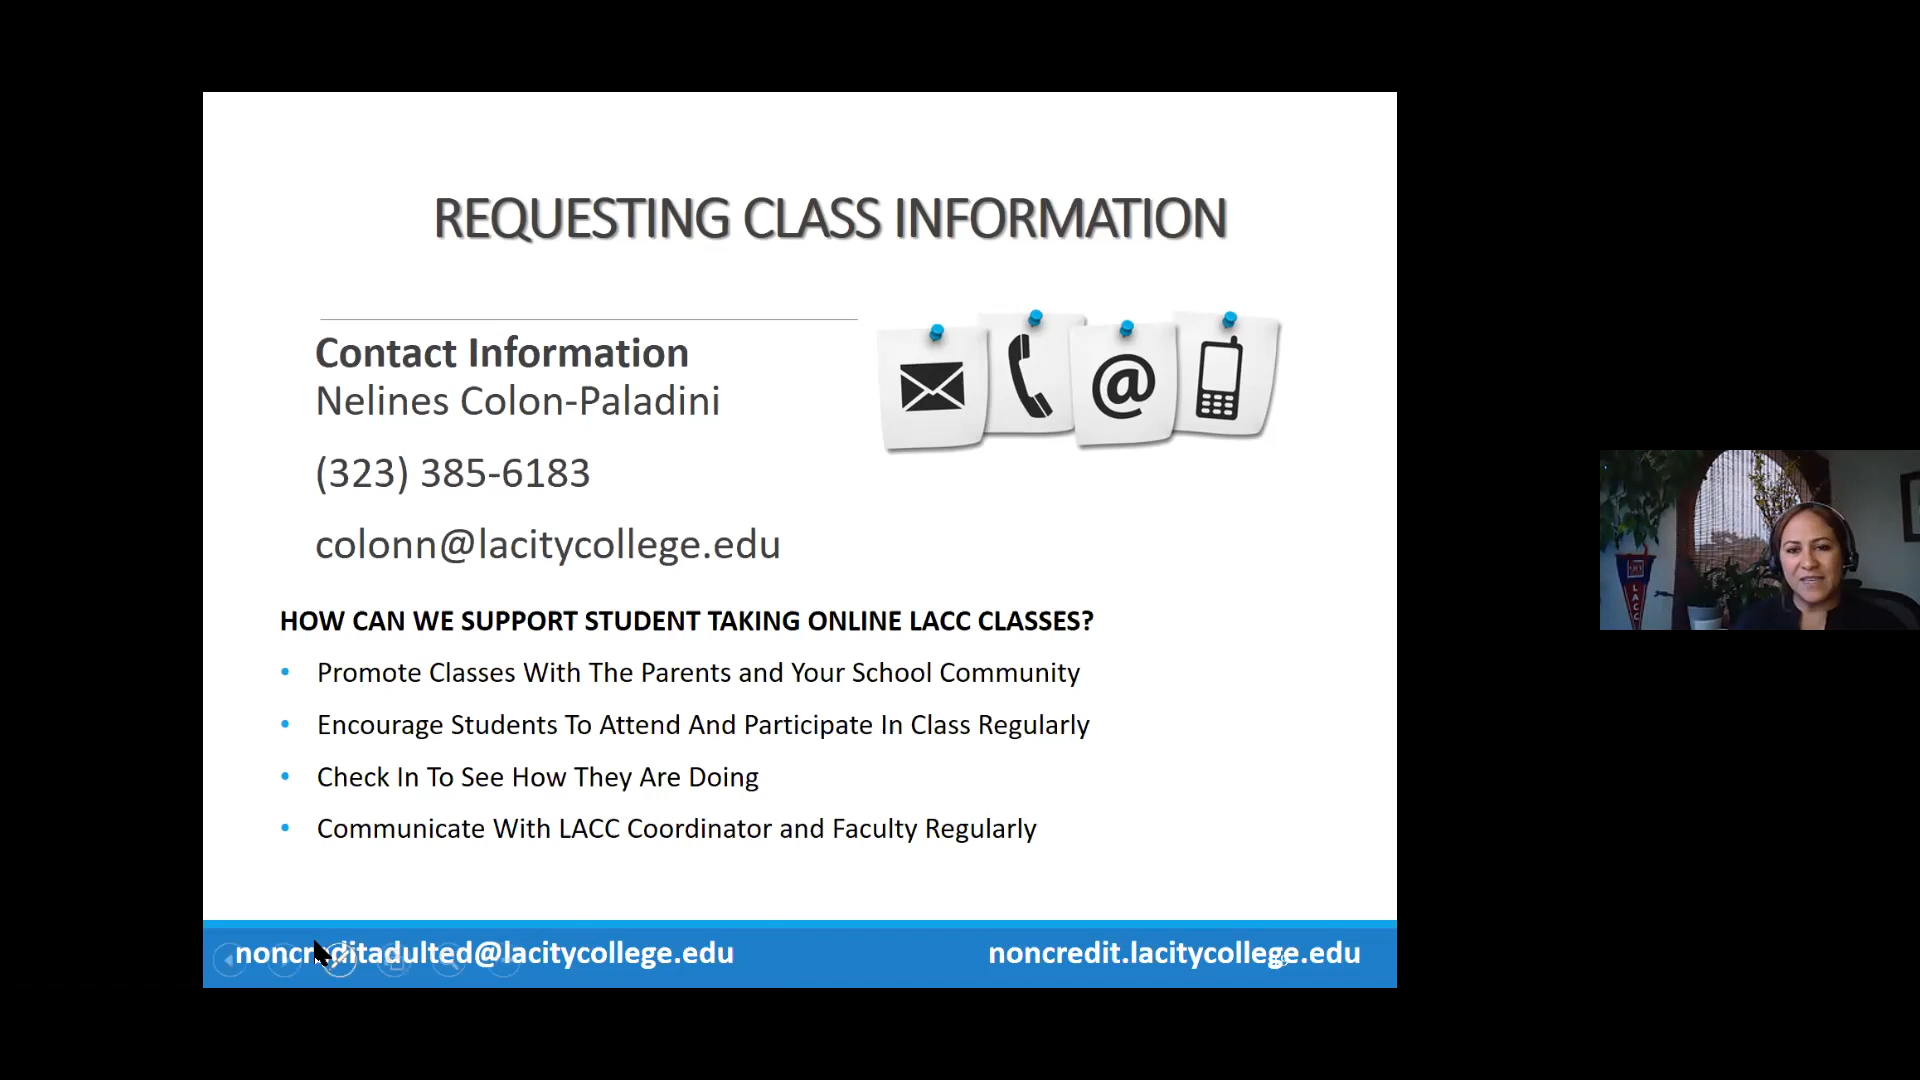 REQUESTING CLASS INFORMATION
Contact Information
Nelines Colon-Paladini
(323) 385-6183
colonn@lacitycollege.edu
@
HOW CAN WE SUPPORT STUDENT TAKING ONLINE LACC CLASSES?
• Promote Classes With The Parents and Your School Community
• Encourage Students To Attend And Participate In Class Regularly
• Check In To See How They Are Doing
• Communicate With LACC Coordinator and Faculty Regularly
noncreditadulted@lacitycollege.edu
noncredit.lacitycollege.edu
LACC